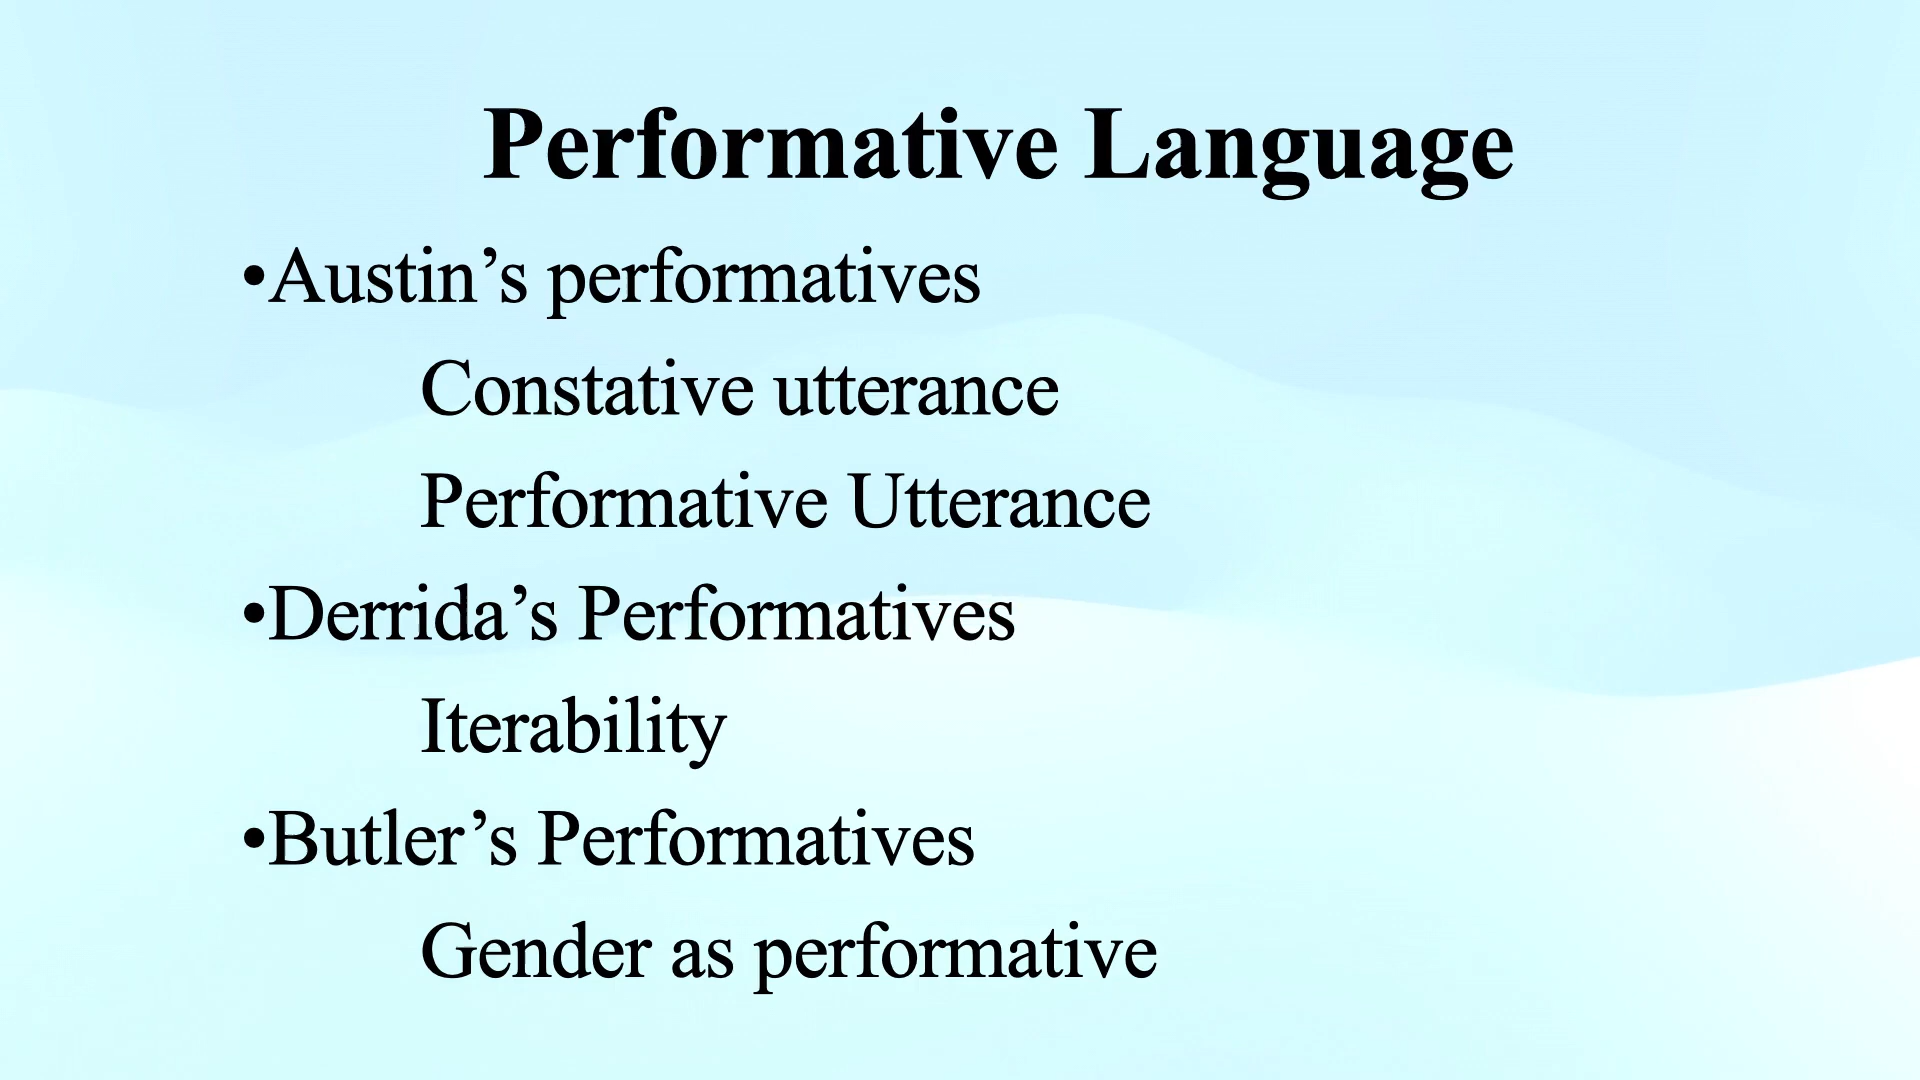 Performative Language
•Austin’s performatives
Constative utterance
Performative Utterance
•Derrida’s Performatives
Iterability
•Butler’s Performatives
Gender as performative